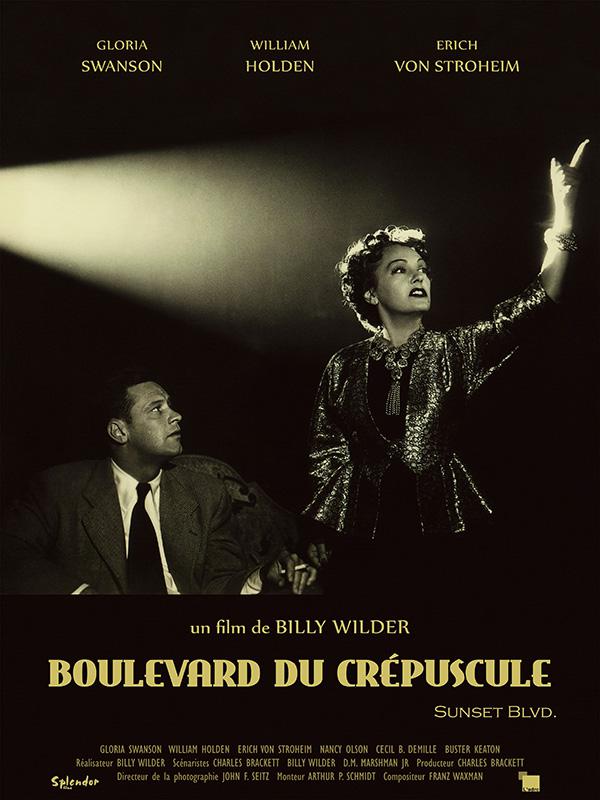 GLORIA SWANSON
WILLIAM HOLDEN
ERICH VON STROHEIM
un film de BILLY WILDER
BOULEVARD DU CRÉPUSCULE
SUNSET BLVD.
GLORIA SWANSON WILLIAM HOLDEN ERICH VON STROHEIM NANCY OLSON CECIL B. DEMILLE BUSTER KEATON
Réalisateur BILLY WILDER Scénaristes CHARLES BRACKETT BILLY WILDER D.M. MARSHMAN JR Producteur CHARLES BRACKETT
Directeur de la photographie JOHN F. SEITZ Monteur ARTHUR P. SCHMIDT Compositeur FRANZ WAXMAN
Splendor
film